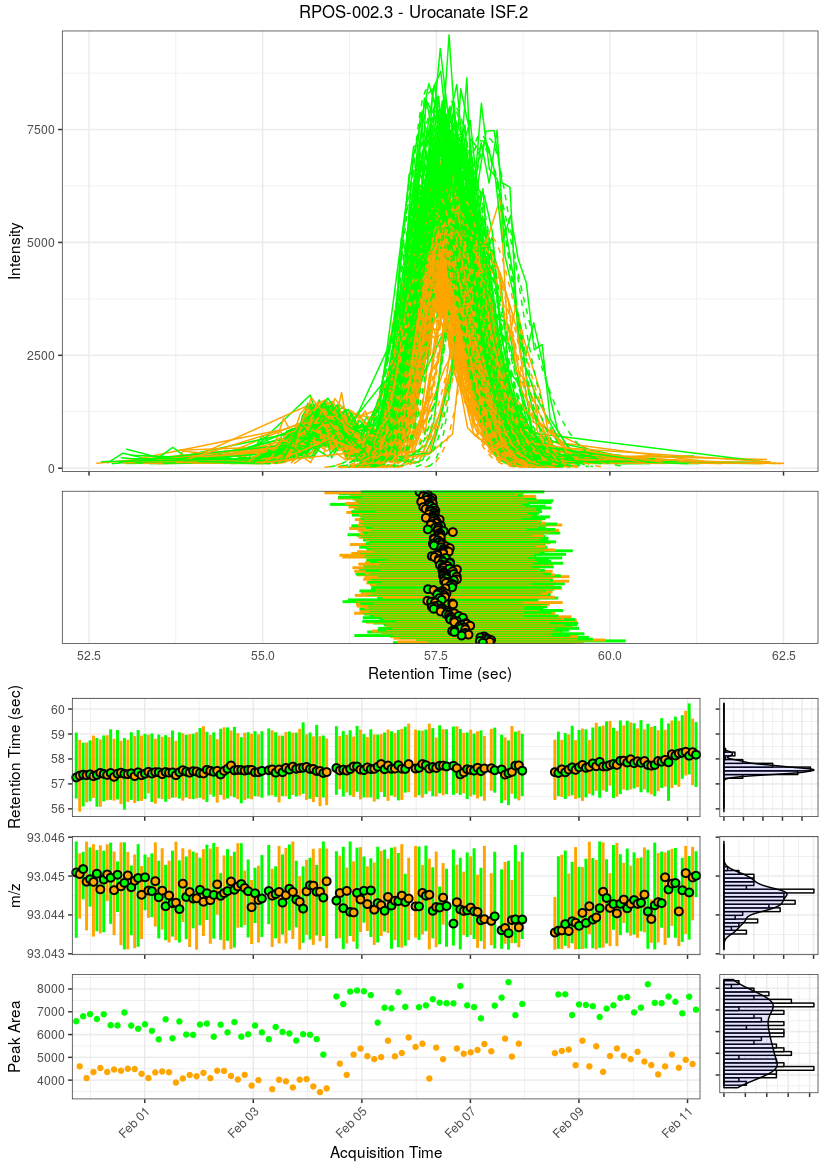 RPOS-002.3 - Urocanate ISF.2
Intensity
7500
5000
2500
0
52.5 55.0 57.5 60.0 62.5
Retention Time (sec)
Retention Time (sec)
60
59
58
57
56
m/z
93.046
93.045
93.044
93.043
Peak Area
8000
7000
6000
5000
4000
Feb 01 Feb 03 Feb 05 Feb 07 Feb 09 Feb 11
Acquisition Time